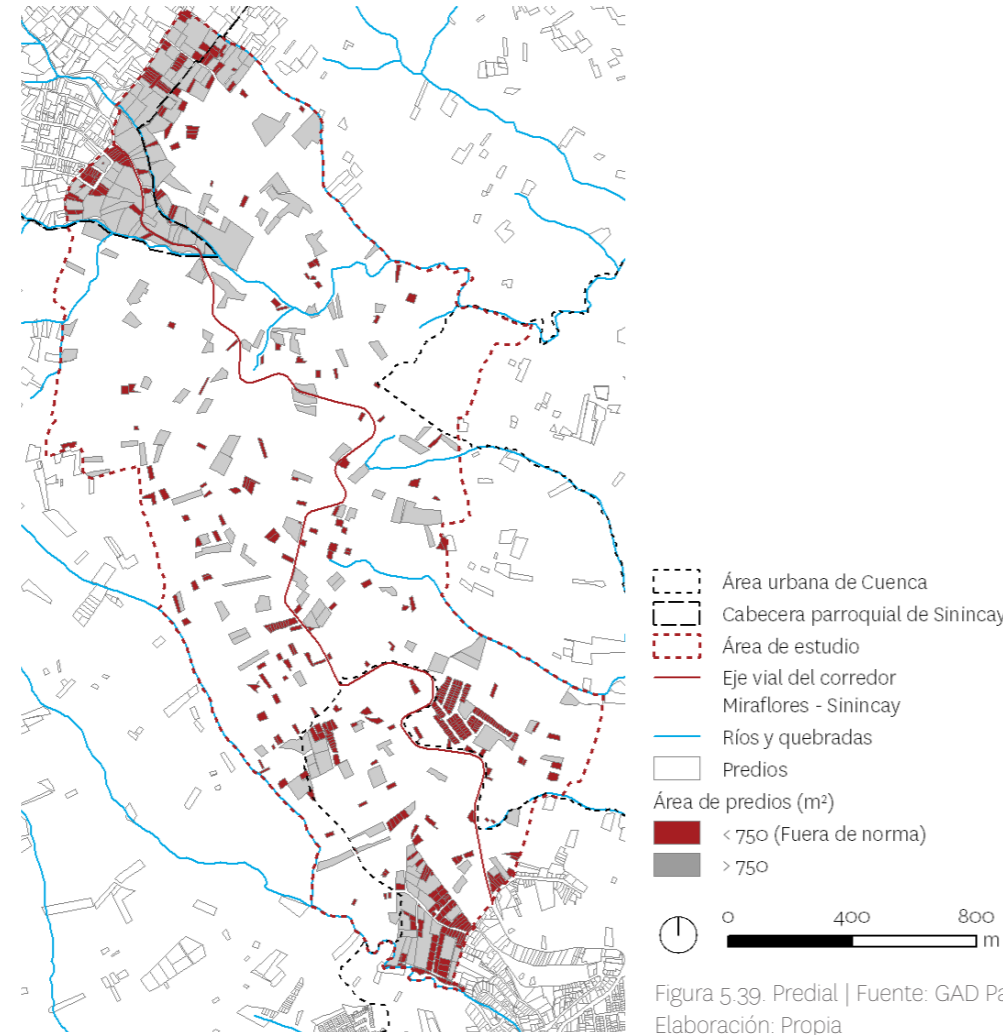 Área urbana de Cuenca
Cabecera parroquial de Sinincay
Área de estudio
Eje vial del corredor
Miraflores - Sinincay
Ríos y quebradas
Predios
Área de predios (m²)
< 750 (Fuera de norma)
> 750
0 400 800
m
Figura 5.39. Predial | Fuente: GAD Pa
Elaboración: Propia